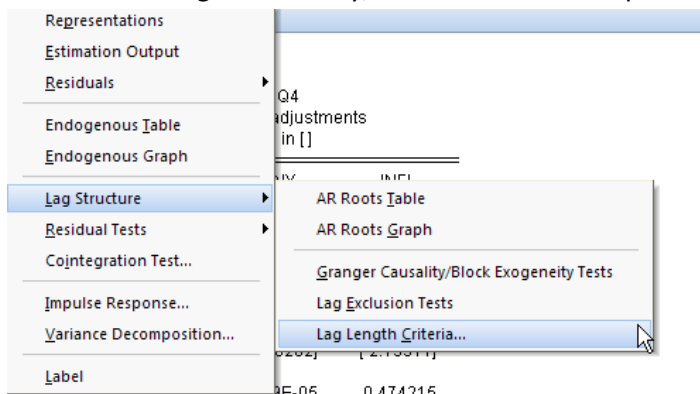 Representations
Estimation Output
Residuals
Q4
adjustments
in []
Endogenous Table
Endogenous Graph
INFL
Lag Structure
AR Roots Table
Residual Tests
AR Roots Graph
Cointegration Test...
Granger Causality/Block Exogeneity Tests
Impulse Response...
Lag Exclusion Tests
Variance Decomposition...
Lag Length Criteria...
Label
0.474215